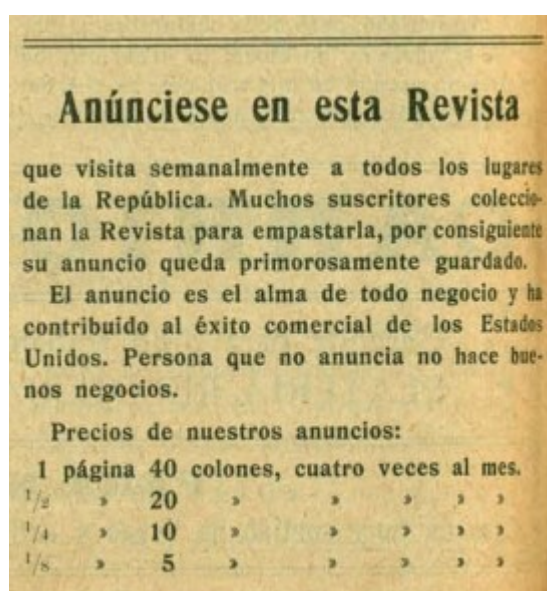 Anúnciese en esta Revista
que visita semanalmente a todos los lugares
de la República. Muchos suscritores coleccio-
nan la Revista para empastarla, por consiguiente
su anuncio queda primorosamente guardado.
El anuncio es el alma de todo negocio y ha
contribuido al éxito comercial de los Estados
Unidos. Persona que no anuncia no hace bue-
nos negocios.
Precios de nuestros anuncios:
1 página 40 colones, cuatro veces al mes.
1/2 » 20 » » » » »
1/4 » 10 » » » » »
1/8 » 5 » » » » »